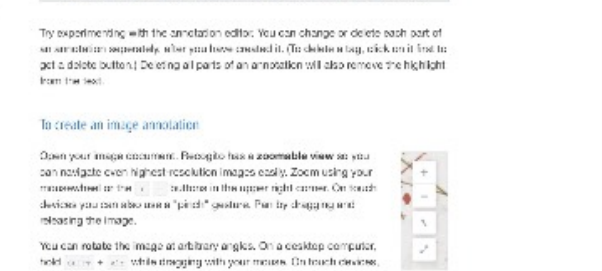 Try experimenting with the annotation editor. You can change or delete each part of
an annotation seperately, after you have created it. (To delete a tag, click on it first to
get a delete button.) Deleting all parts of an annotation will also remove the highlight
from the text.
To create an image annotation
Open your image document. Recogito has a zoomable view so you
can navigate even highest-resolution images easily. Zoom using your
mousewheel or the + buttons in the upper right corner. On touch
devices you can also use a "pinch" gesture. Pan by dragging and
releasing the image.
You can rotate the image at arbitrary angles. On a desktop computer,
hold + while dragging with your mouse. On touch devices,